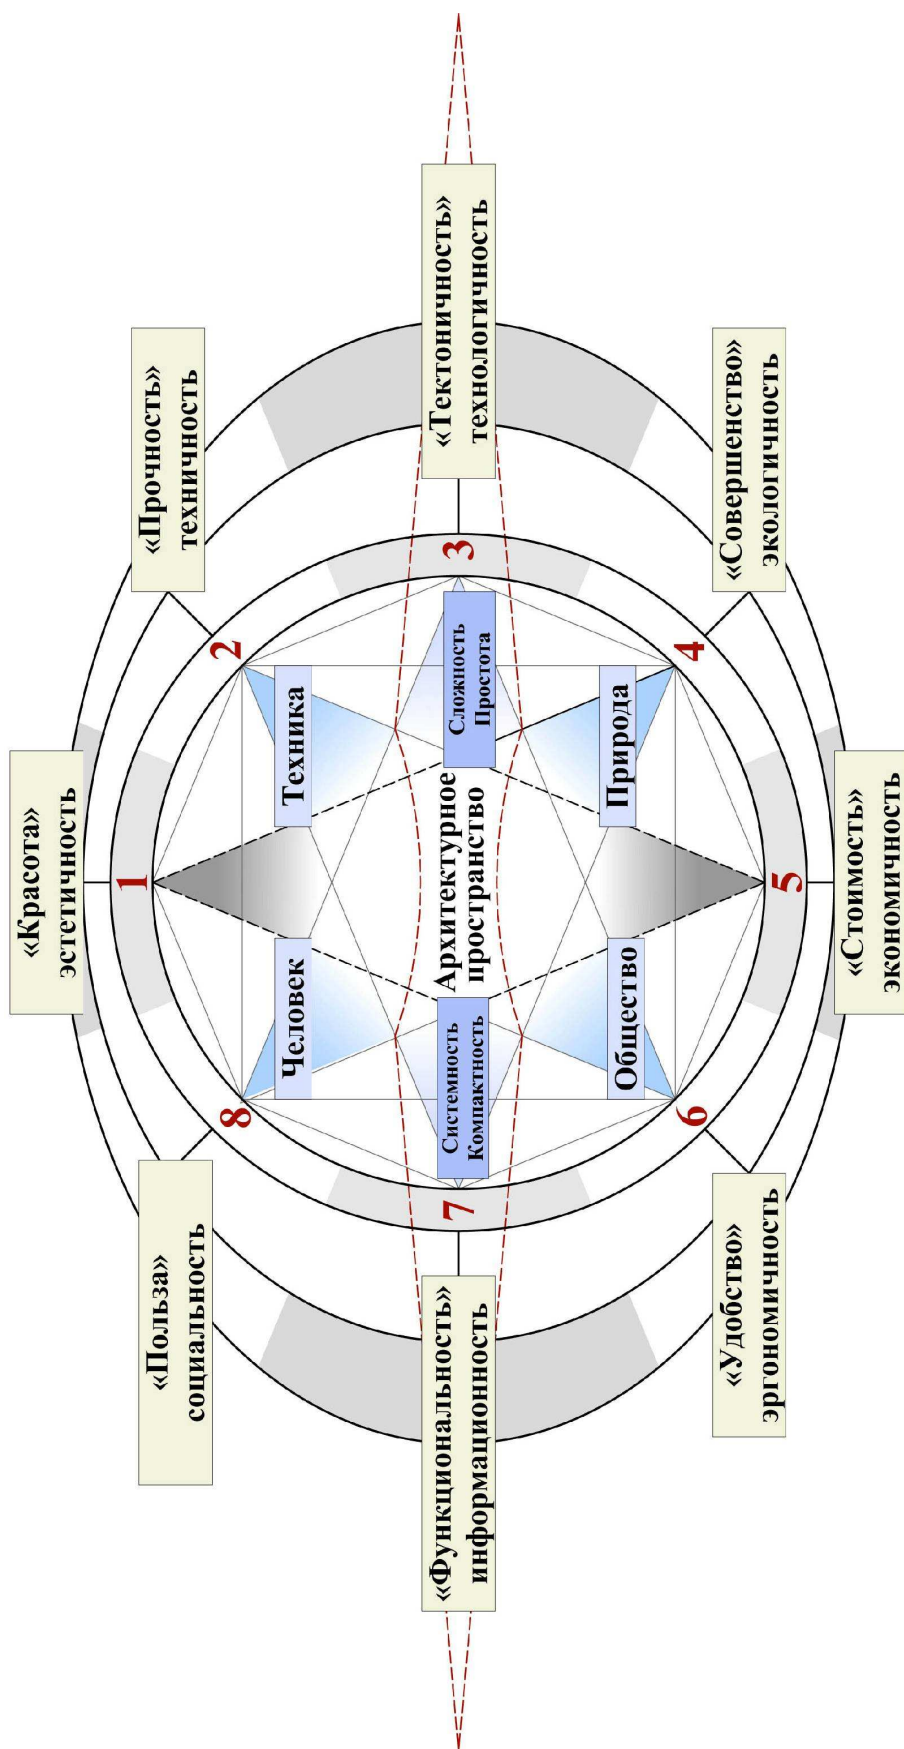 «Красота»
эстетичность
«Польза»
социальность
«Прочность»
техничность
1
8
2
Человек
Техника
«Функциональность»
информационность
7
Системность
Компактность
Архитектурное
пространство
Сложность
Простота
3
«Тектоничность»
технологичность
Общество
Природа
6
4
5
«Удобство»
эргономичность
«Совершенство»
экологичность
«Стоимость»
экономичность